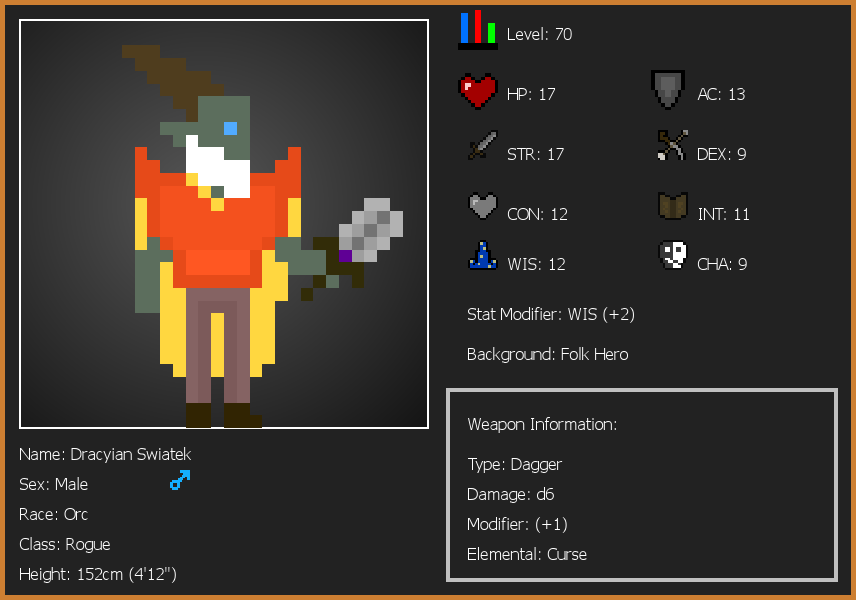 Level: 70
HP: 17
AC: 13
STR: 17
DEX: 9
CON: 12
INT: 11
WIS: 12
CHA: 9
Stat Modifier: WIS (+2)
Background: Folk Hero
Weapon Information:
Type: Dagger
Damage: d6
Modifier: (+1)
Elemental: Curse
Name: Dracyian Swiatek
Sex: Male
Race: Orc
Class: Rogue
Height: 152cm (4'12")